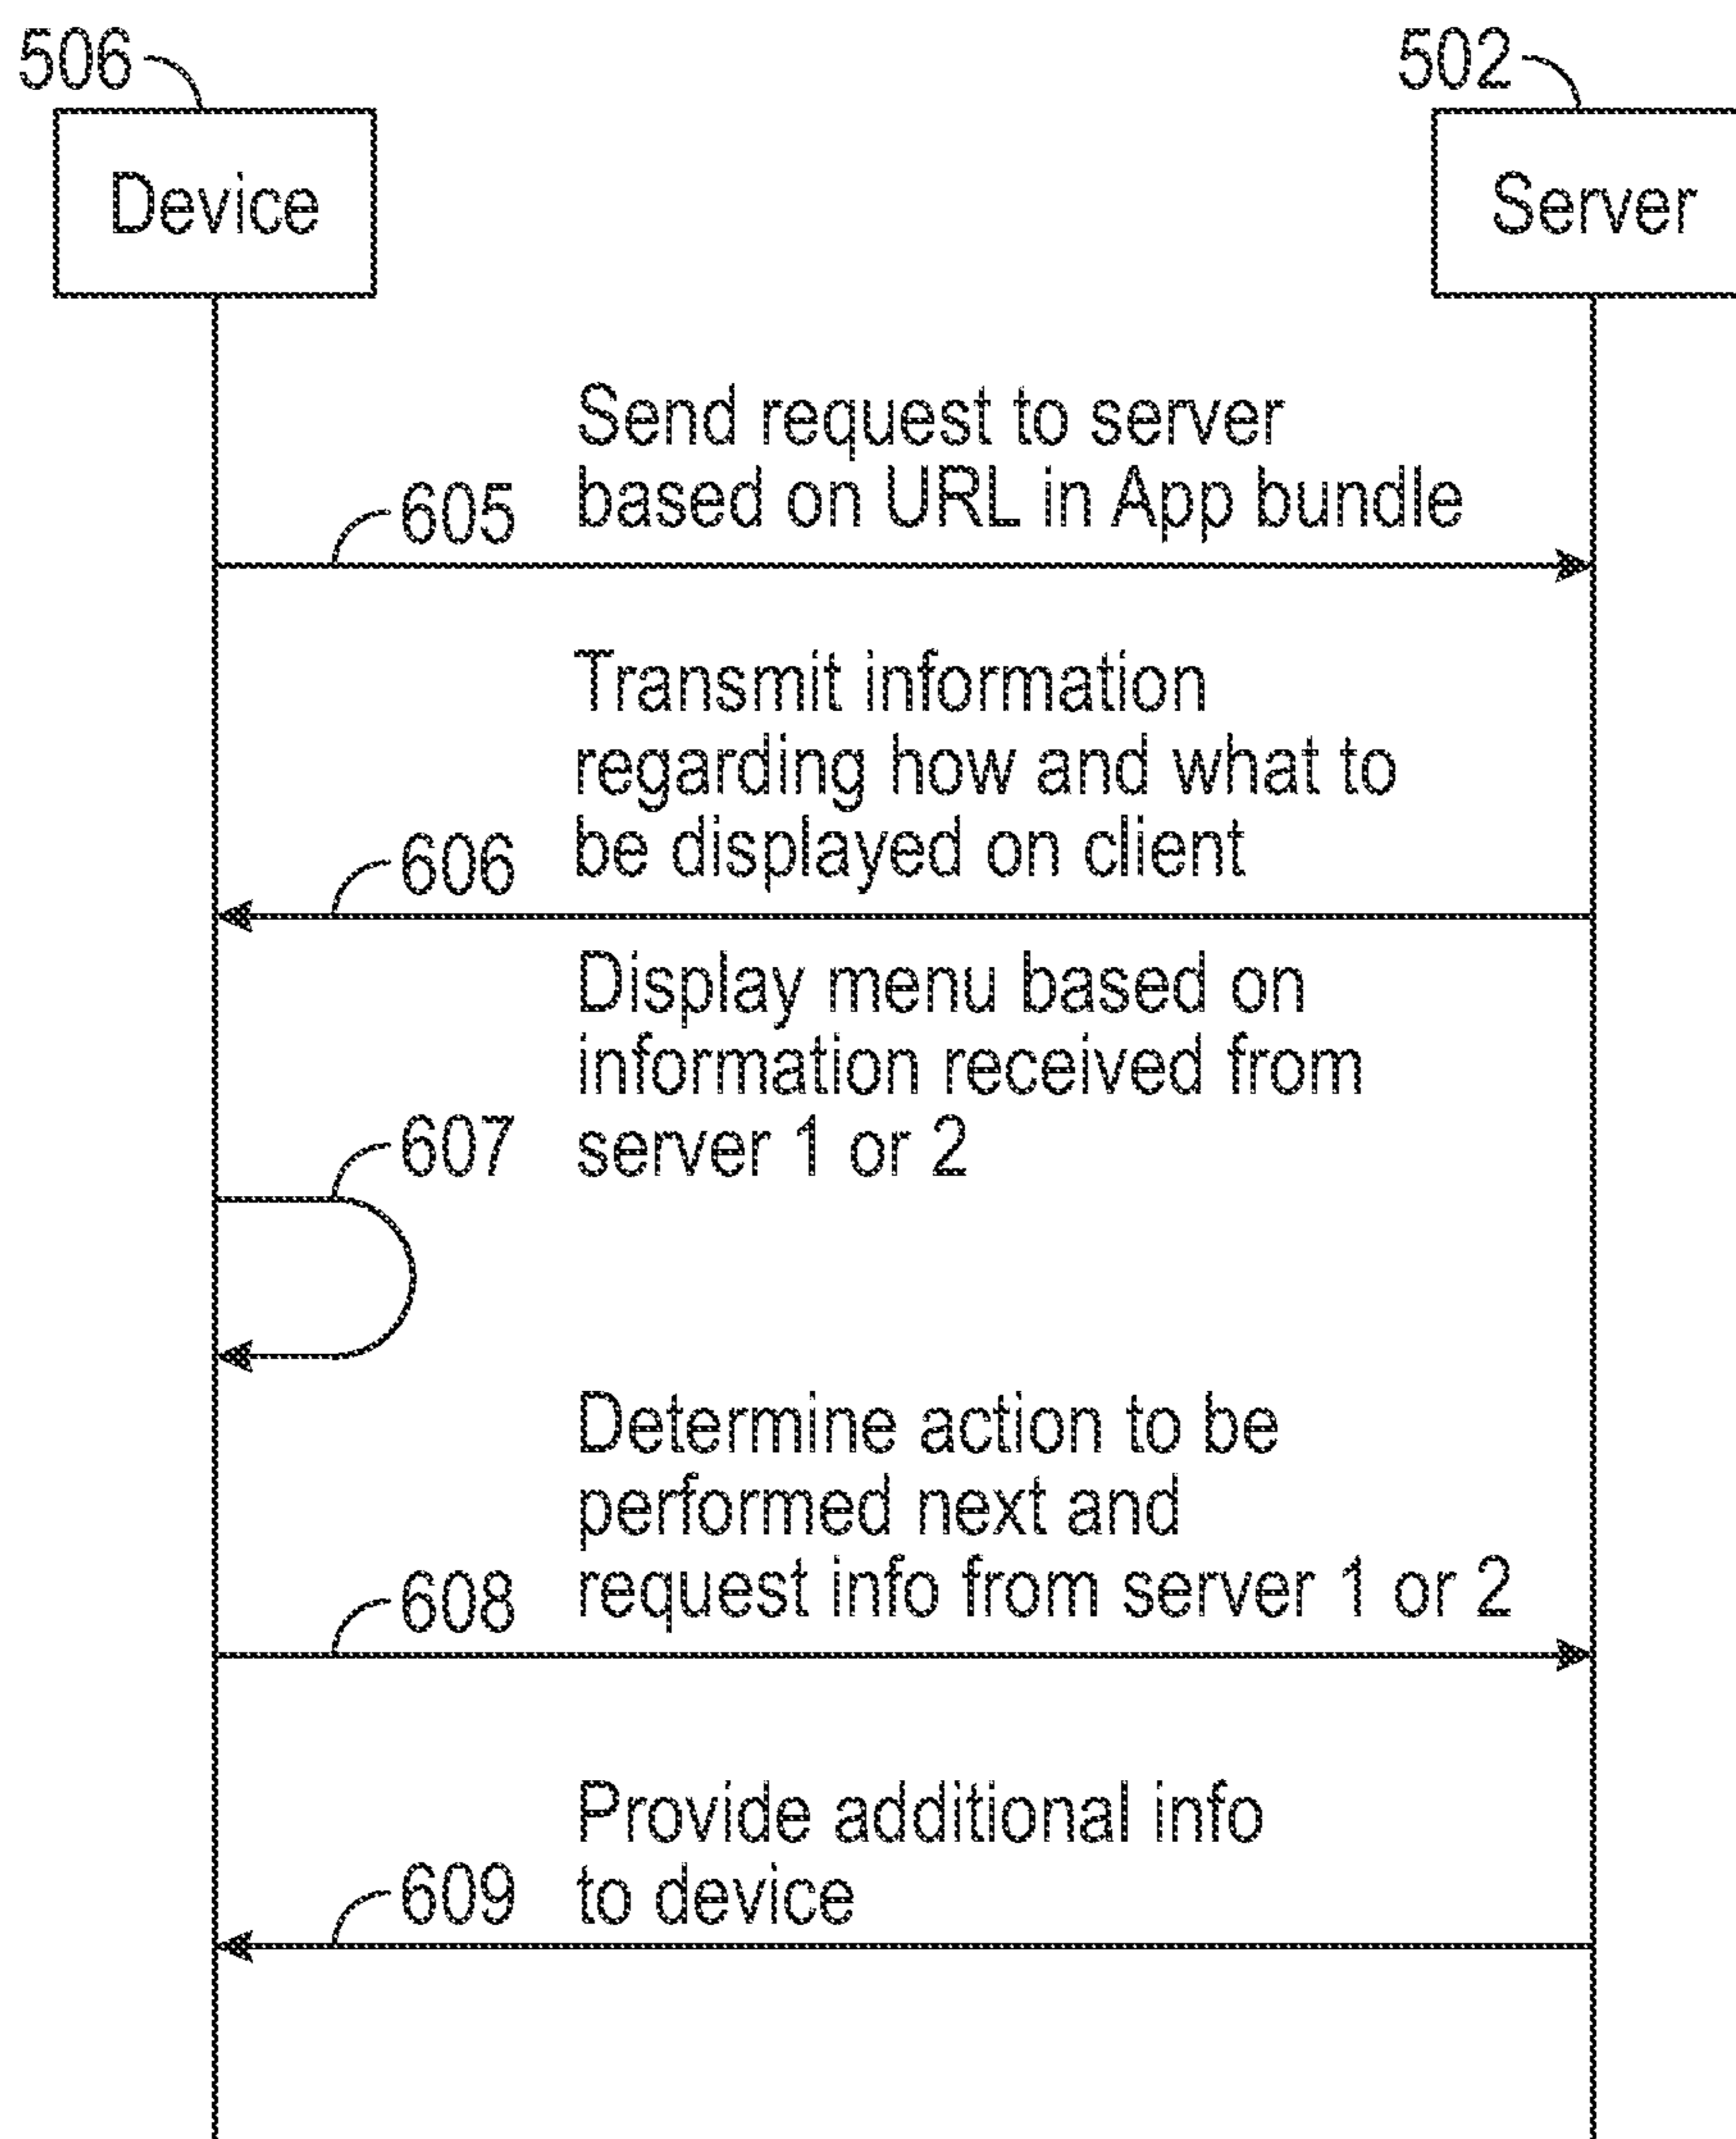 506
502
Device
Server
Send request to server
based on URL in App bundle
605
Transmit information
regarding how and what to
be displayed on client
606
Display menu based on
information received from
server 1 or 2
607
Determine action to be
performed next and
request info from server 1 or 2
608
Provide additional info
to device
609